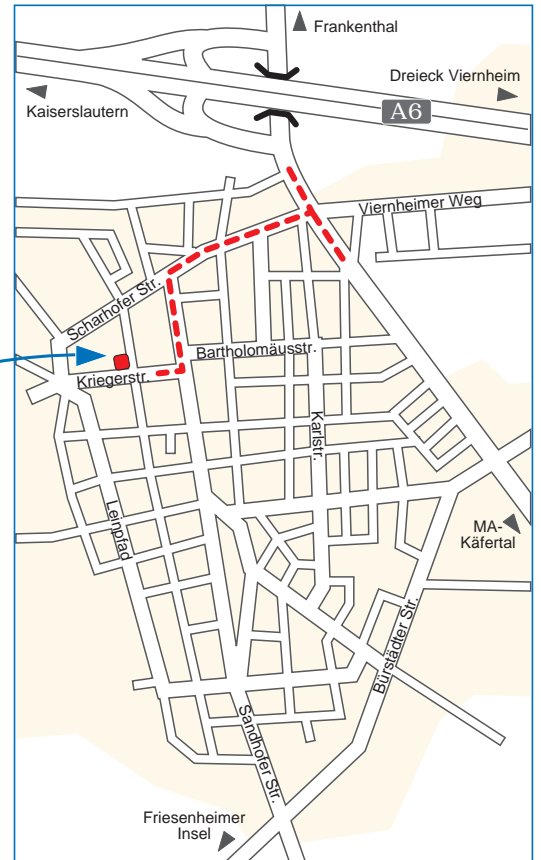 Frankenthal
Dreieck Viernheim
Kaiserslautern
A6
Viernheimer Weg
Scharhofer Str.
Bartholomäusstr.
Kriegerstr.
Karlstr.
Leinpfad
MA-
Käfertal
Bürstädter Str.
Sandhofer Str.
Friesenheimer
Insel